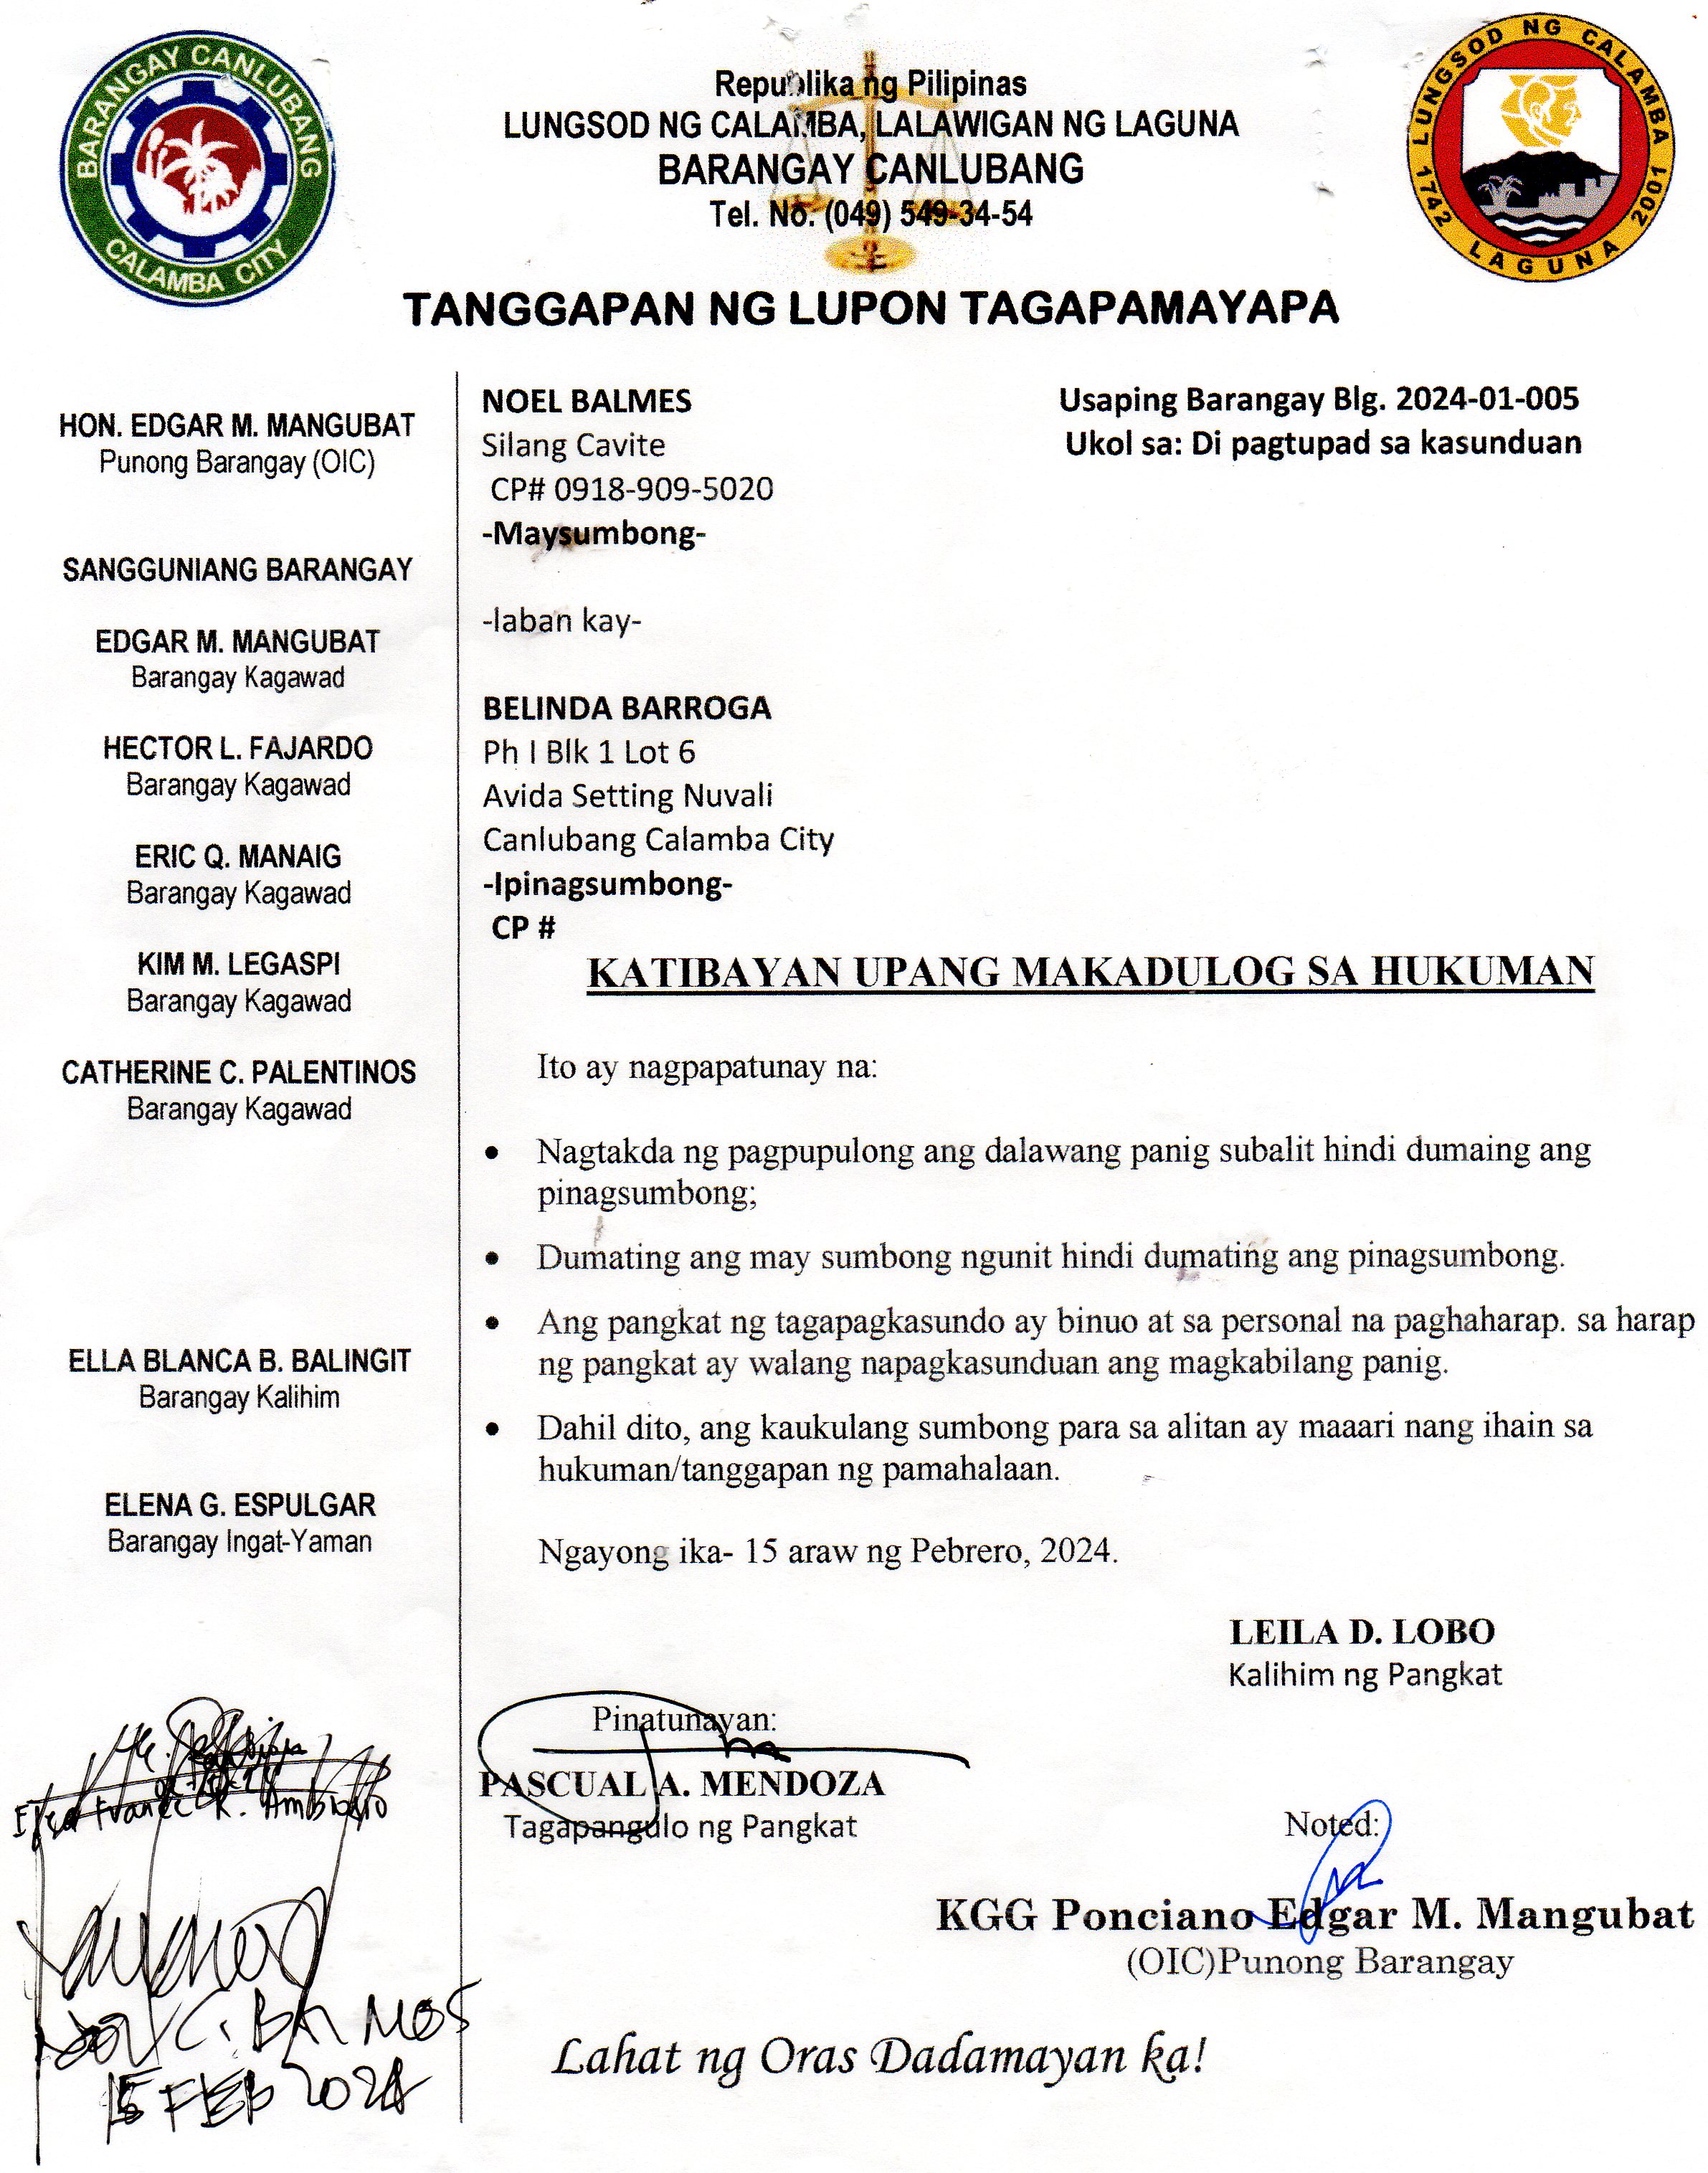 BARANGAY CANLUBANG
CALAMBA CITY
Republika ng Pilipinas
LUNGSOD NG CALAMBA, LALAWIGAN NG LAGUNA
BARANGAY CANLUBANG
Tel. No. (049) 549-34-54
LUNGSOD NG CALAMBA
1742 LAGUNA 2001
TANGGAPAN NG LUPON TAGAPAMAYAPA
HON. EDGAR M. MANGUBAT
Punong Barangay (OIC)
SANGGUNIANG BARANGAY
EDGAR M. MANGUBAT
Barangay Kagawad
HECTOR L. FAJARDO
Barangay Kagawad
ERIC Q. MANAIG
Barangay Kagawad
KIM M. LEGASPI
Barangay Kagawad
CATHERINE C. PALENTINOS
Barangay Kagawad
ELLA BLANCA B. BALINGIT
Barangay Kalihim
ELENA G. ESPULGAR
Barangay Ingat-Yaman
NOEL BALMES
Silang Cavite
CP# 0918-909-5020
-Maysumbong-
Usaping Barangay Blg. 2024-01-005
Ukol sa: Di pagtupad sa kasunduan
-laban kay-
BELINDA BARROGA
Ph I Blk 1 Lot 6
Avida Setting Nuvali
Canlubang Calamba City
-Ipinagsumbong-
CP #
KATIBAYAN UPANG MAKADULOG SA HUKUMAN
Ito ay nagpapatunay na:
• Nagtakda ng pagpupulong ang dalawang panig subalit hindi dumaing ang
pinagsumbong;
• Dumating ang may sumbong ngunit hindi dumating ang pinagsumbong.
• Ang pangkat ng tagapagkasundo ay binuo at sa personal na paghaharap. sa harap
ng pangkat ay walang napagkasunduan ang magkabilang panig.
• Dahil dito, ang kaukulang sumbong para sa alitan ay maaari nang ihain sa
hukuman/tanggapan ng pamahalaan.
Ngayong ika- 15 araw ng Pebrero, 2024.
LEILA D. LOBO
Kalihim ng Pangkat
Pinatunayan:
PASCUAL A. MENDOZA
Tagapangulo ng Pangkat
Noted:
KGG Ponciano Edgar M. Mangubat
(OIC)Punong Barangay
15 FEB 2024
Lahat ng Oras Dadamayan ka!